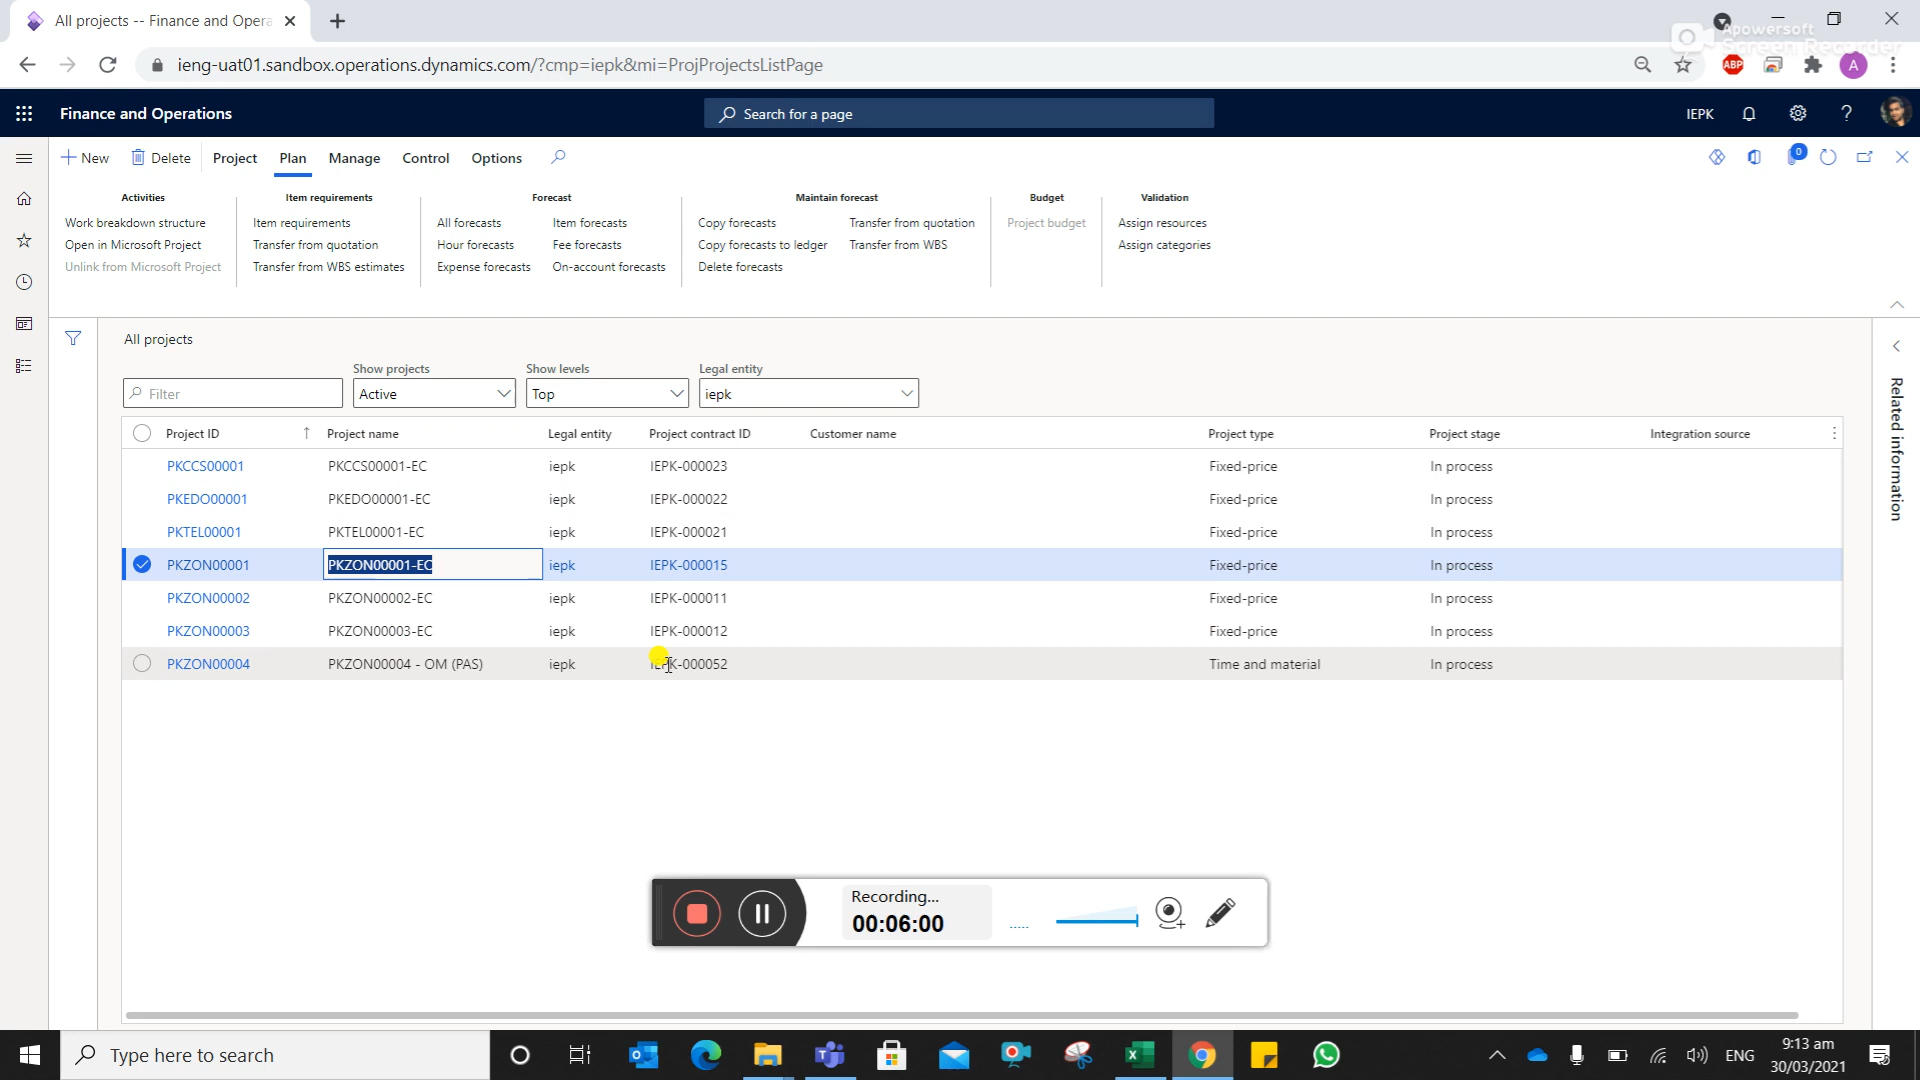 All projects -- Finance and Opera
Apowersoft
Screen Recorder
ieng-uat01.sandbox.operations.dynamics.com/?cmp=iepk&mi=ProjProjectsListPage
ABP
A
Finance and Operations
Search for a page
IEPK
?
New Delete Project Plan Manage Control Options
0
Activities Item requirements Forecast Maintain forecast Budget Validation
Work breakdown structure Item requirements All forecasts Item forecasts Copy forecasts Transfer from quotation Project budget Assign resources
Open in Microsoft Project Transfer from quotation Hour forecasts Fee forecasts Copy forecasts to ledger Transfer from WBS Assign categories
Unlink from Microsoft Project Transfer from WBS estimates Expense forecasts On-account forecasts Delete forecasts
All projects
Show projects Show levels Legal entity
Filter Active Top iepk
Related information
Project ID Project name Legal entity Project contract ID Customer name Project type Project stage Integration source
PKCCS00001 PKCCS00001-EC iepk IEPK-000023 Fixed-price In process
PKEDO00001 PKEDO00001-EC iepk IEPK-000022 Fixed-price In process
PKTEL00001 PKTEL00001-EC iepk IEPK-000021 Fixed-price In process
PKZON00001 PKZON00001-EC iepk IEPK-000015 Fixed-price In process
PKZON00002 PKZON00002-EC iepk IEPK-000011 Fixed-price In process
PKZON00003 PKZON00003-EC iepk IEPK-000012 Fixed-price In process
PKZON00004 PKZON00004 - OM (PAS) iepk IEPK-000052 Time and material In process
Recording...
00:06:00
Type here to search
ENG
9:13 am
30/03/2021